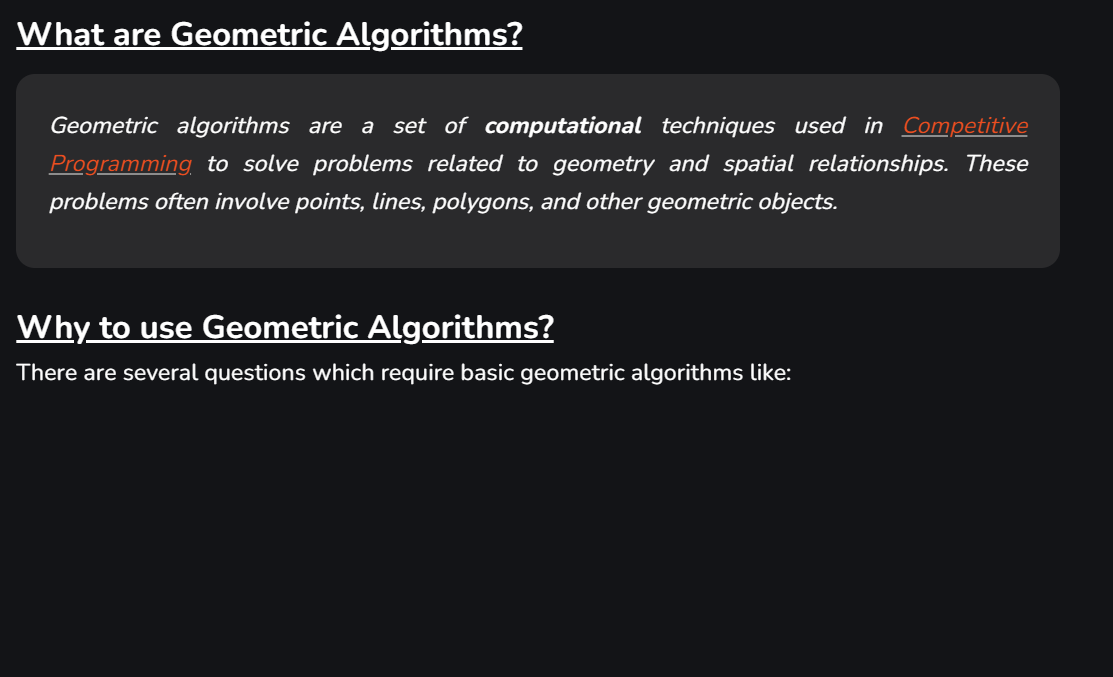 What are Geometric Algorithms?
Geometric algorithms are a set of computational techniques used in Competitive
Programming to solve problems related to geometry and spatial relationships. These
problems often involve points, lines, polygons, and other geometric objects.
Why to use Geometric Algorithms?
There are several questions which require basic geometric algorithms like: